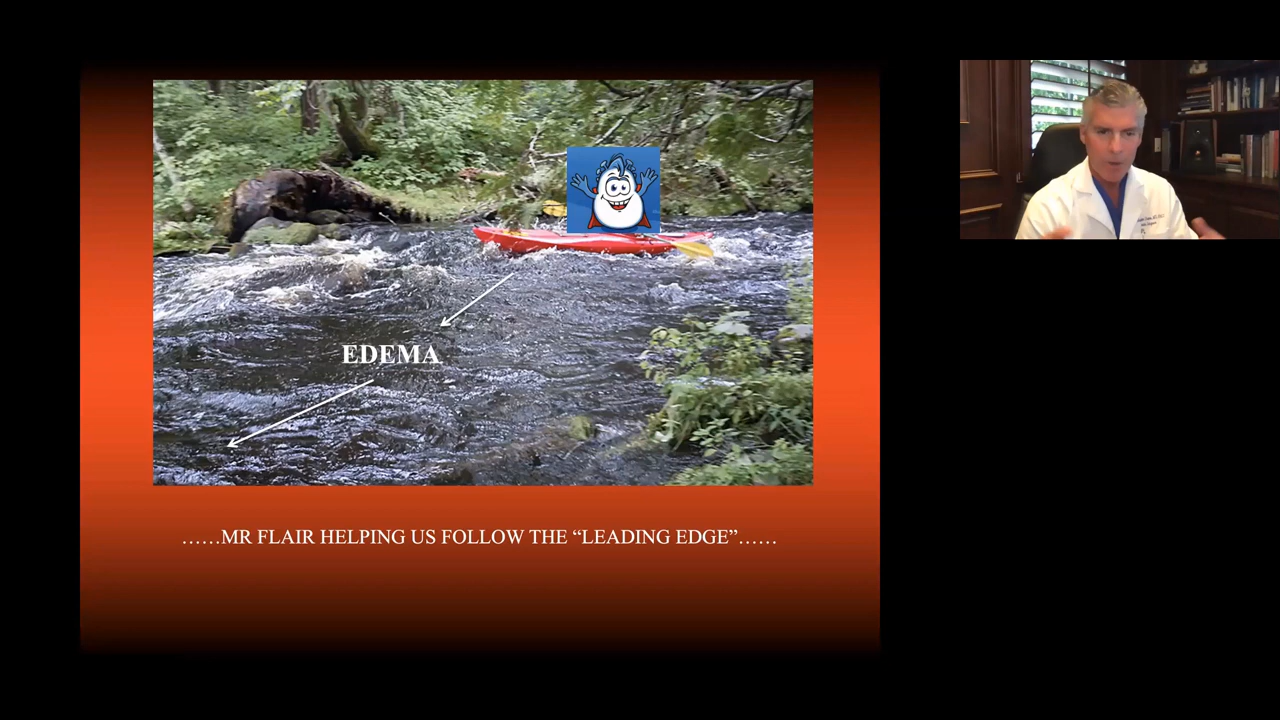 EDEMA
......MR FLAIR HELPING US FOLLOW THE “LEADING EDGE”......